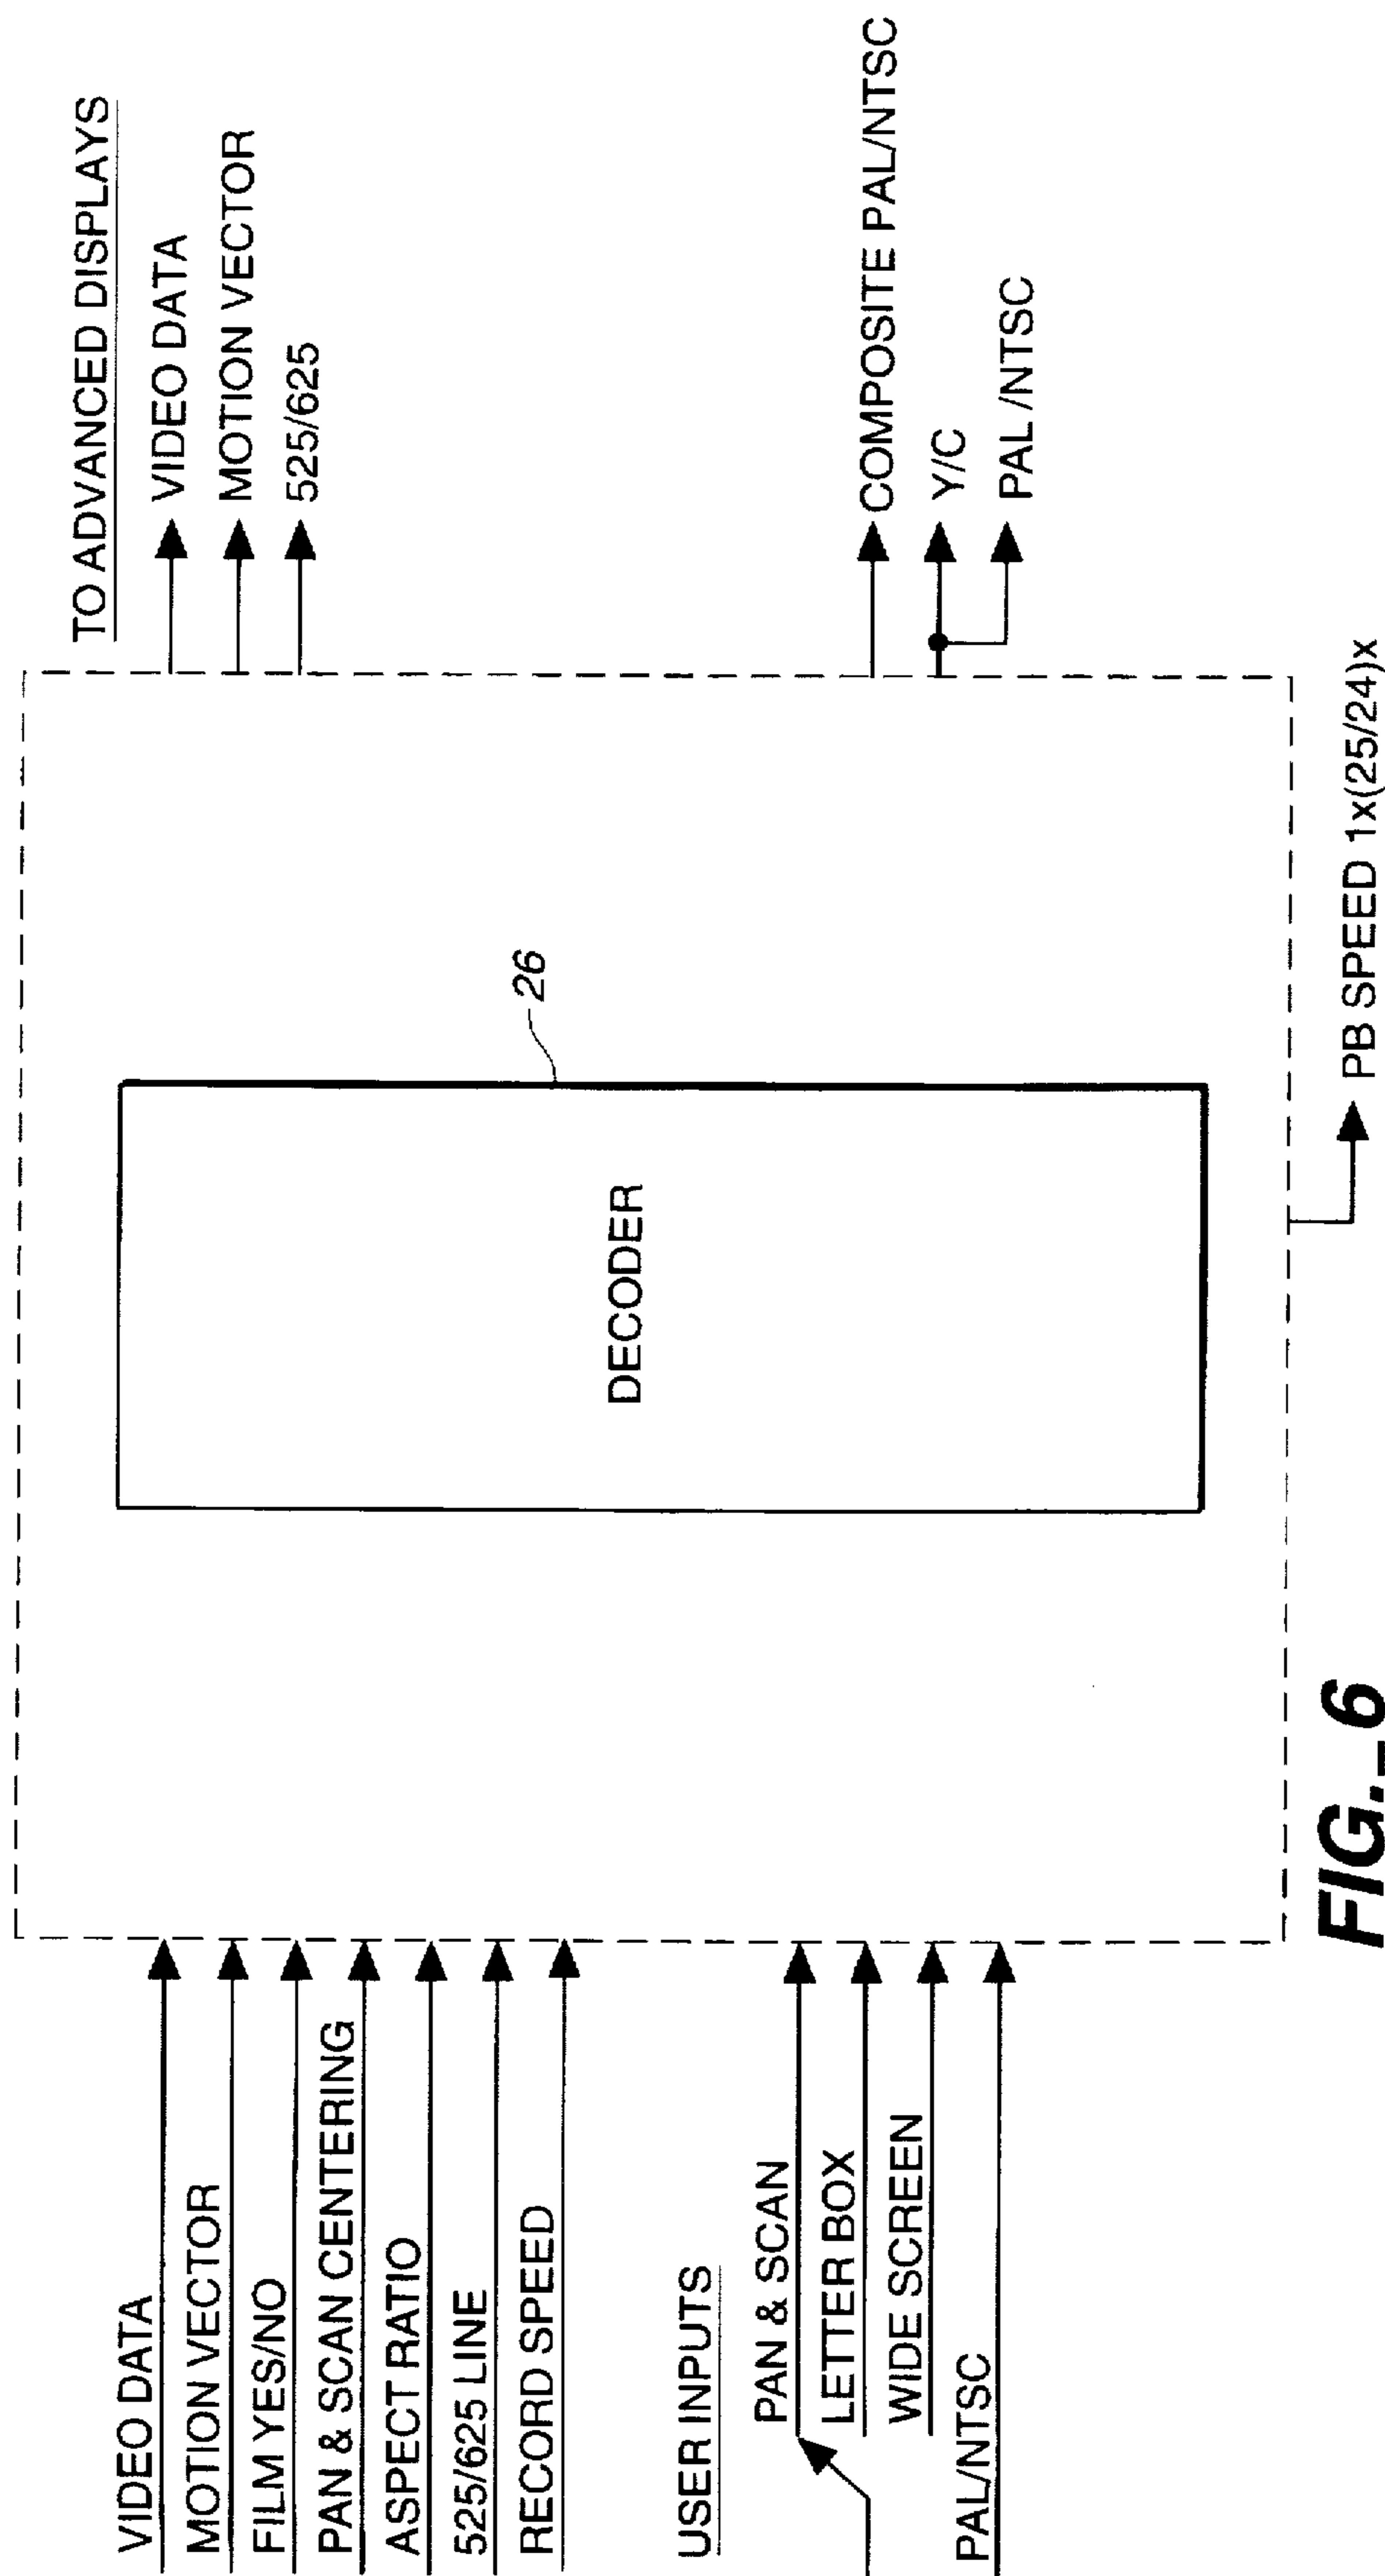 VIDEO DATA
MOTION VECTOR
FILM YES/NO
PAN & SCAN CENTERING
ASPECT RATIO
525/625 LINE
RECORD SPEED
USER INPUTS
PAN & SCAN
LETTER BOX
WIDE SCREEN
PAL/NTSC
DECODER
26
TO ADVANCED DISPLAYS
VIDEO DATA
MOTION VECTOR
525/625
COMPOSITE PAL/NTSC
Y/C
PAL /NTSC
PB SPEED 1x(25/24)x
FIG._6